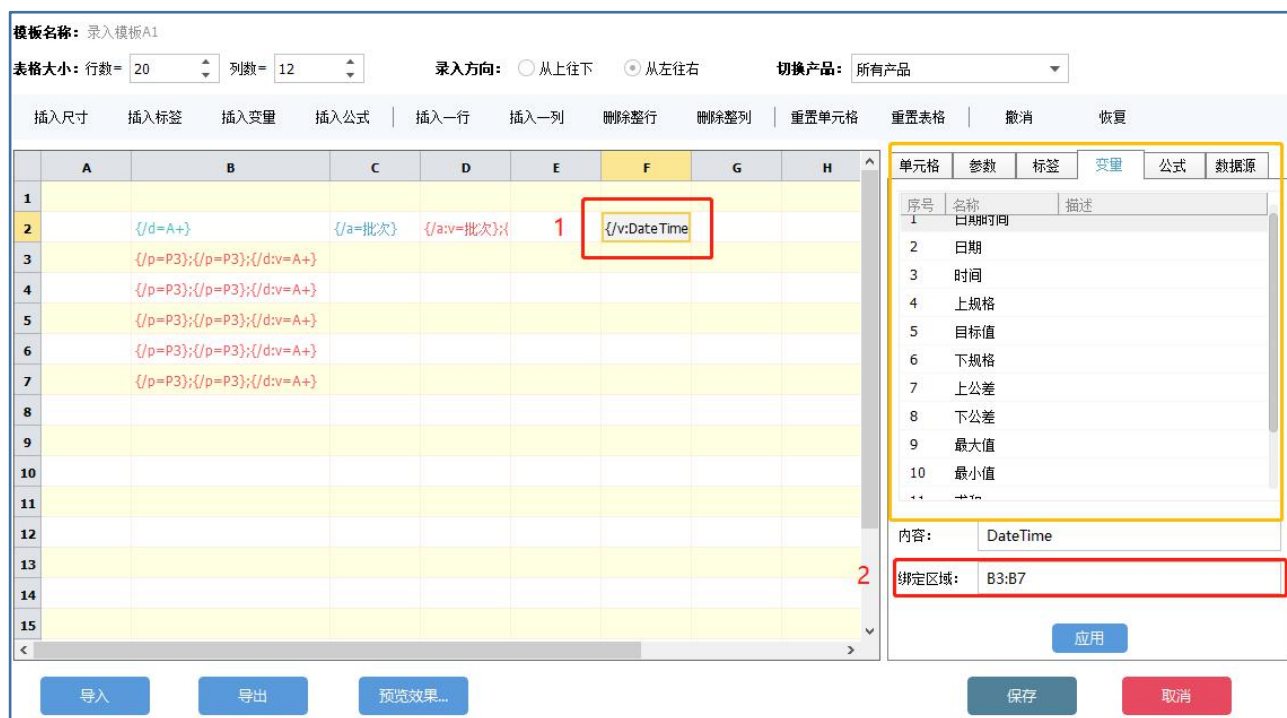 模板名称： 录入模板A1
表格大小： 行数= 20 列数= 12 录入方向： 从上往下 从左往右 切换产品： 所有产品
插入尺寸 插入标签 插入变量 插入公式 插入一行 插入一列 删除整行 删除整列 重置单元格 重置表格 撤消 恢复
A B C D E F G H
单元格 参数 标签 变量 公式 数据源
序号 名称 描述
1
2 {/d=A+} {/a=批次} {/a:v=批次};{ 1 {/v:DateTime
3 {/p=P3};{/p=P3};{/d:v=A+}
4 {/p=P3};{/p=P3};{/d:v=A+}
5 {/p=P3};{/p=P3};{/d:v=A+}
6 {/p=P3};{/p=P3};{/d:v=A+}
7 {/p=P3};{/p=P3};{/d:v=A+}
8
9
10
11
12
13
14
15
1 日期时间
2 日期
3 时间
4 上规格
5 目标值
6 下规格
7 上公差
8 下公差
9 最大值
10 最小值
内容： DateTime
2 绑定区域： B3:B7
应用
导入 导出 预览效果... 保存 取消